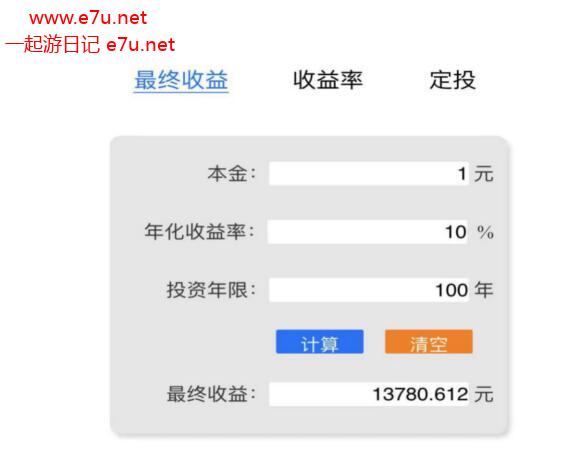 www.e7u.net
一起游日记 e7u.net
最终收益 收益率 定投
本金： 1 元
年化收益率： 10 %
投资年限： 100 年
计算 清空
最终收益： 13780.612 元